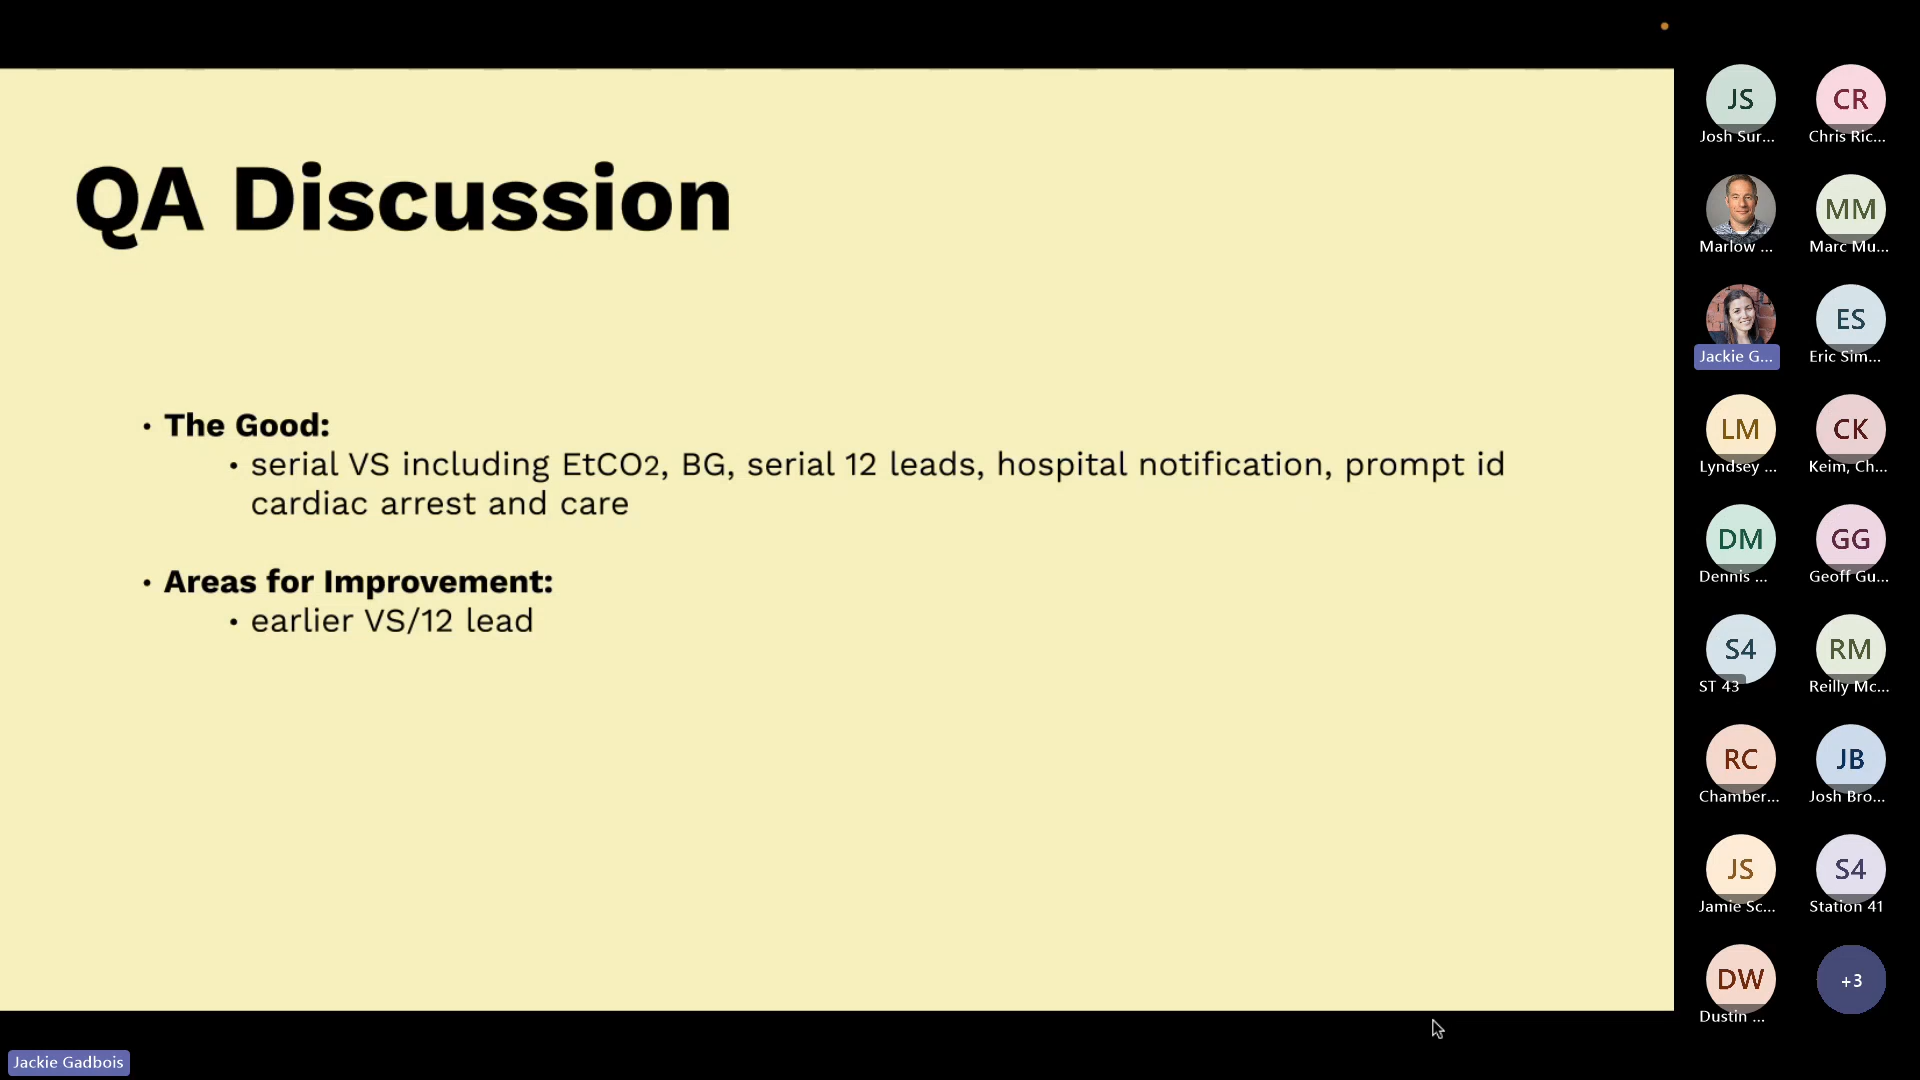 QA Discussion
• The Good:
• serial VS including EtCO2, BG, serial 12 leads, hospital notification, prompt id
cardiac arrest and care
• Areas for Improvement:
• earlier VS/12 lead
JS
Josh Sur...
CR
Chris Ric...
Marlow ...
MM
Marc Mu...
Jackie G...
ES
Eric Sim...
LM
Lyndsey ...
CK
Keim, Ch...
DM
Dennis ...
GG
Geoff Gu...
S4
ST 43
RM
Reilly Mc...
RC
Chamber...
JB
Josh Bro...
JS
Jamie Sc...
S4
Station 41
DW
Dustin ...
+3
Jackie Gadbois